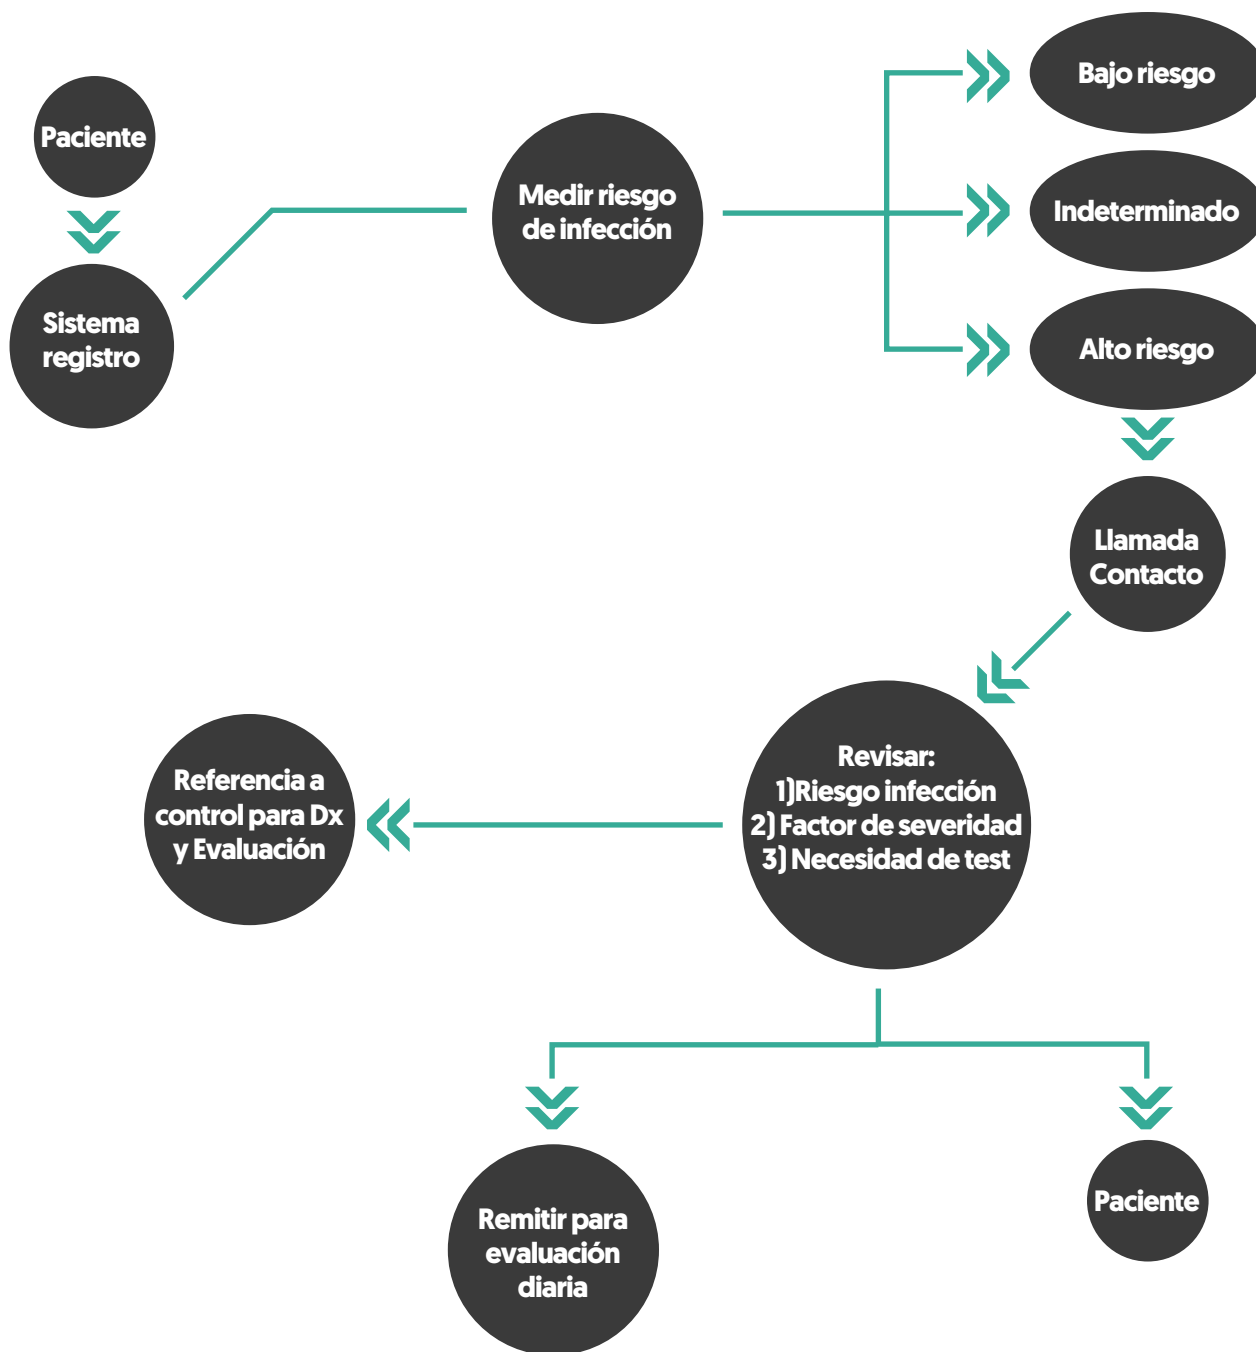 Paciente
Sistema
registro
Medir riesgo
de infección
Bajo riesgo
Indeterminado
Alto riesgo
Llamada
Contacto
Revisar:
1)Riesgo infección
2) Factor de severidad
3) Necesidad de test
Referencia a
control para Dx
y Evaluación
Remitir para
evaluación
diaria
Paciente